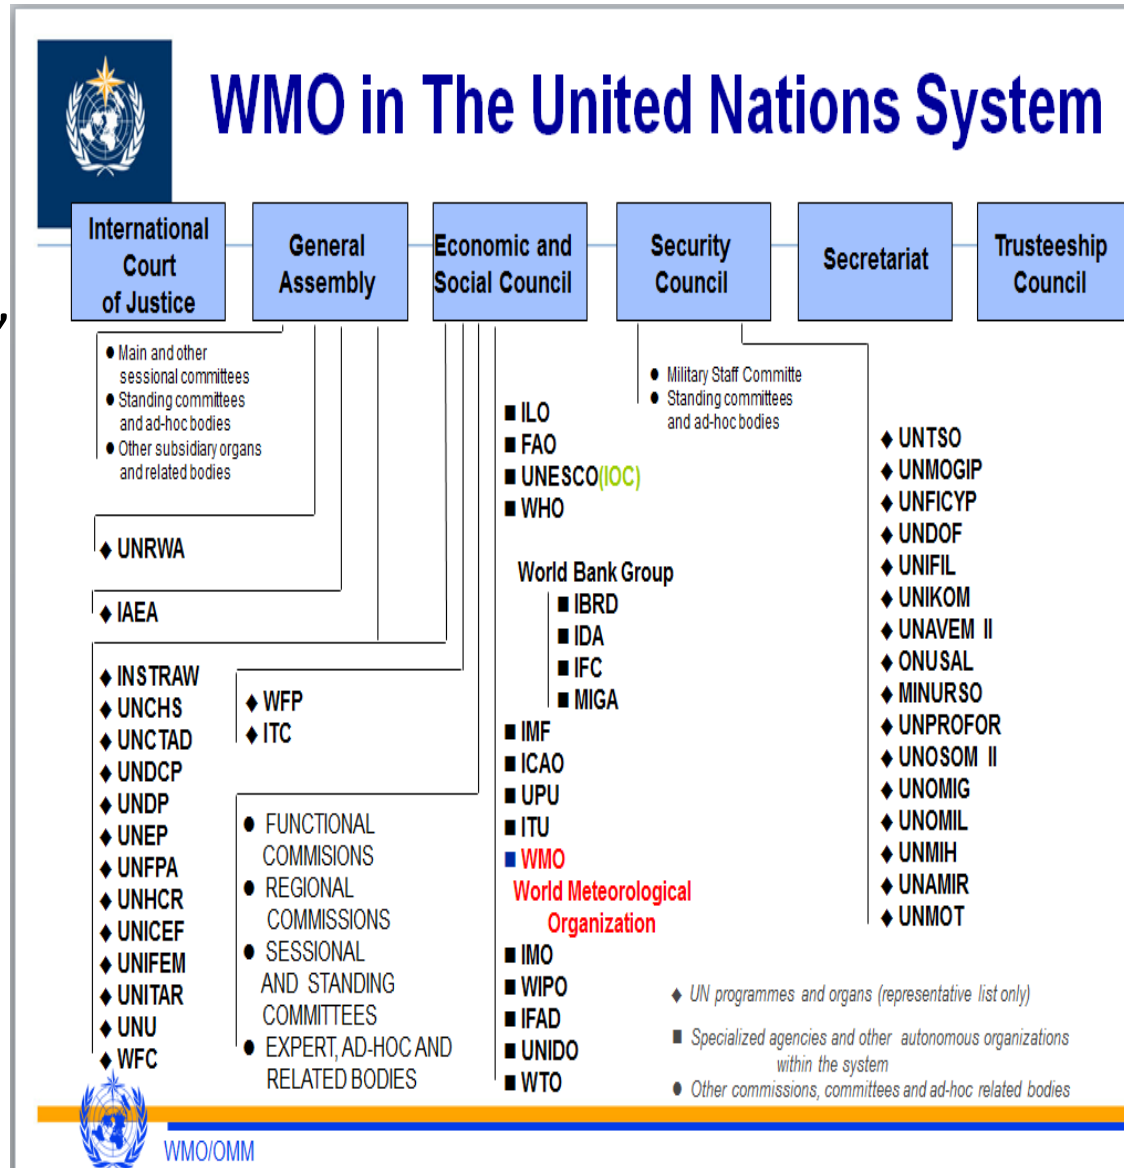 WMO in The United Nations System
International
Court
of Justice
General
Assembly
Economic and
Social Council
Security
Council
Secretariat
Trusteeship
Council
● Main and other
sessional committees
● Standing committees
and ad-hoc bodies
● Other subsidiary organs
and related bodies
◆ UNRWA
◆ IAEA
◆ INSTRAW
◆ UNCHS
◆ UNCTAD
◆ UNDCP
◆ UNDP
◆ UNEP
◆ UNFPA
◆ UNHCR
◆ UNICEF
◆ UNIFEM
◆ UNITAR
◆ UNU
◆ WFC
◆ WFP
◆ ITC
● FUNCTIONAL
COMMISIONS
● REGIONAL
COMMISSIONS
● SESSIONAL
AND STANDING
COMMITTEES
● EXPERT, AD-HOC AND
RELATED BODIES
■ ILO
■ FAO
■ UNESCO(IOC)
■ WHO
World Bank Group
■ IBRD
■ IDA
■ IFC
■ MIGA
■ IMF
■ ICAO
■ UPU
■ ITU
■ WMO
World Meteorological
Organization
■ IMO
■ WIPO
■ IFAD
■ UNIDO
■ WTO
● Military Staff Committe
● Standing committees
and ad-hoc bodies
◆ UNTSO
◆ UNMOGIP
◆ UNFICYP
◆ UNDOF
◆ UNIFIL
◆ UNIKOM
◆ UNAVEM II
◆ ONUSAL
◆ MINURSO
◆ UNPROFOR
◆ UNOSOM II
◆ UNOMIG
◆ UNOMIL
◆ UNMIH
◆ UNAMIR
◆ UNMOT
◆ UN programmes and organs (representative list only)
■ Specialized agencies and other autonomous organizations
within the system
● Other commissions, committees and ad-hoc related bodies
WMO/OMM